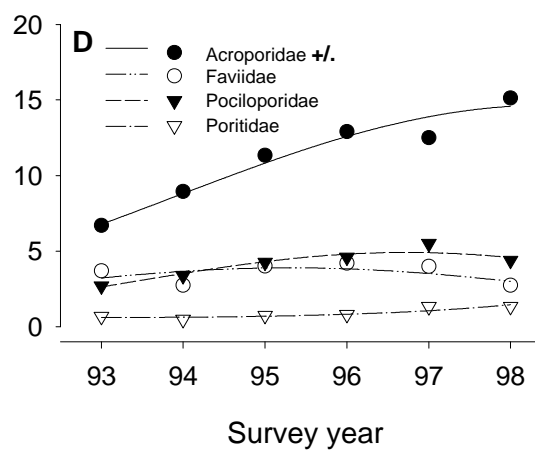 20
D
Acroporidae +/.
Faviidae
Pociloporidae
Poritidae
15
10
5
0
93 94 95 96 97 98
Survey year